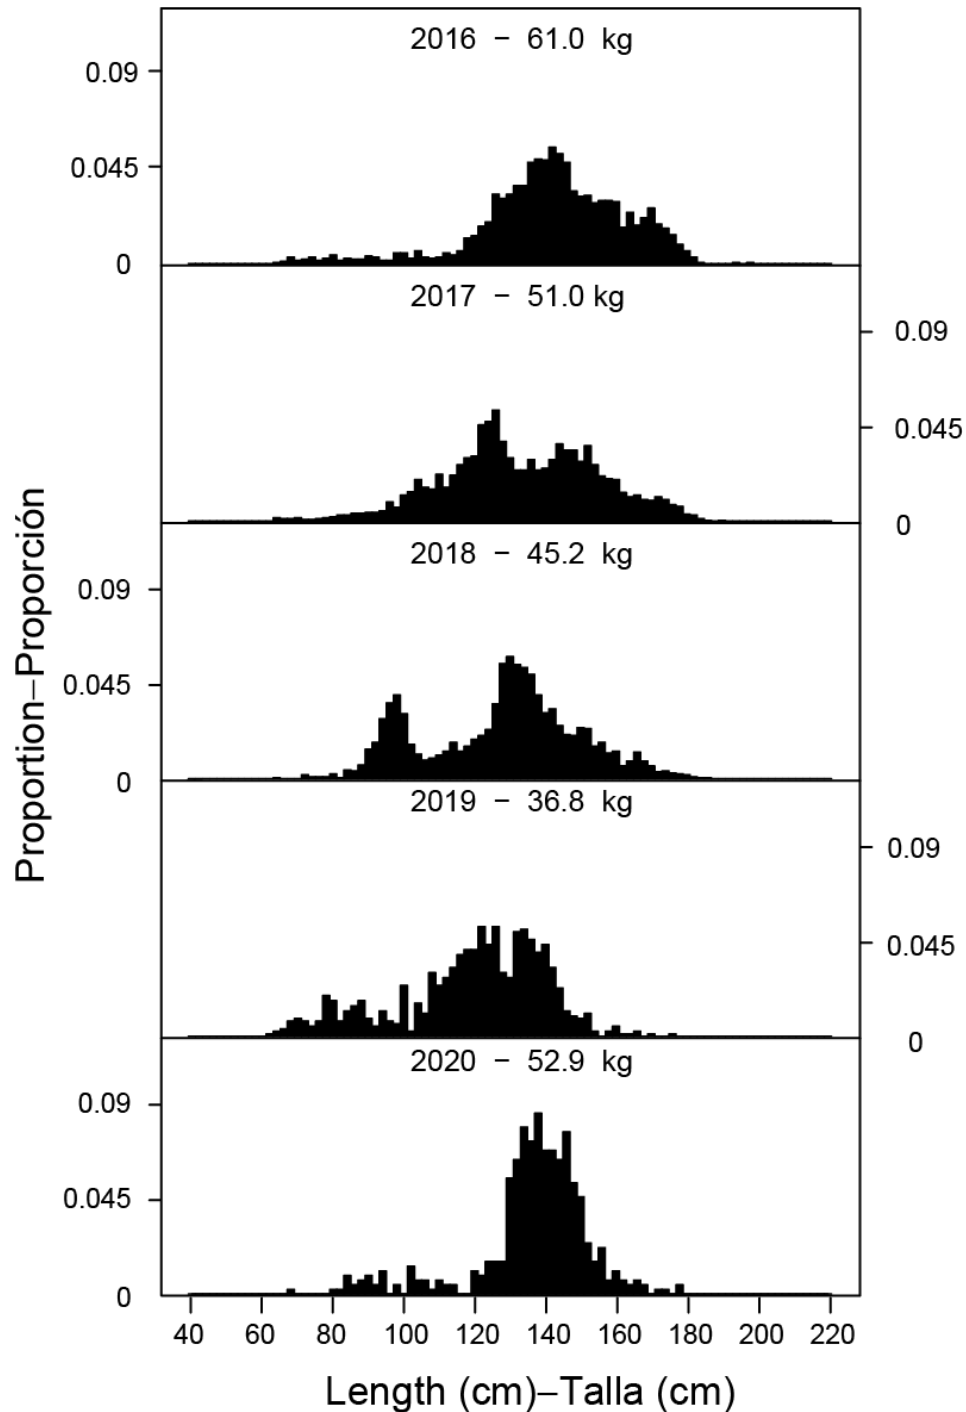 2016 − 61.0 kg
0.09
0.045
0
2017 − 51.0 kg
0.09
0.045
0
2018 − 45.2 kg
0.09
0.045
0
2019 − 36.8 kg
0.09
0.045
0
2020 − 52.9 kg
0.09
0.045
0
40 60 80 100 120 140 160 180 200 220
Length (cm)−Talla (cm)
Proportion−Proporción